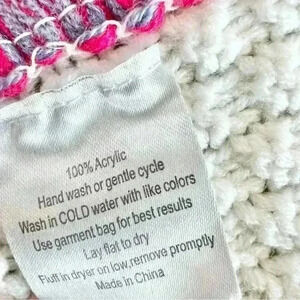 100% Acrylic
Hand wash or gentle cycle
Wash in COLD water with like colors
Use garment bag for best results
Lay flat to dry
Fluff in dryer on low, remove promptly
Made in China